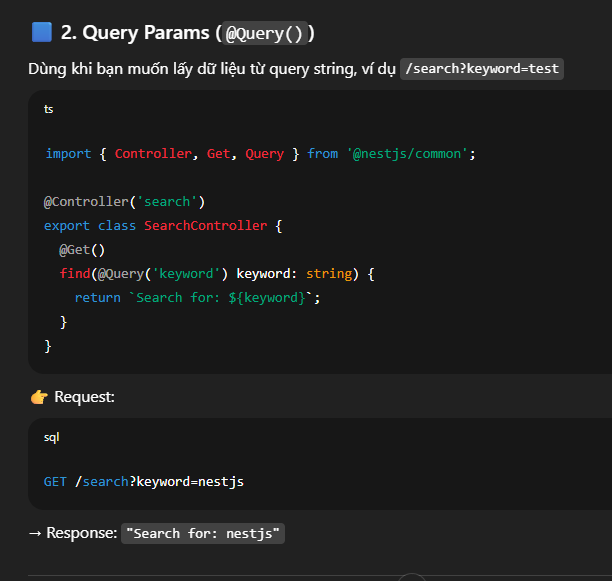 2. Query Params (@Query())
Dùng khi bạn muốn lấy dữ liệu từ query string, ví dụ /search?keyword=test
ts
import { Controller, Get, Query } from '@nestjs/common';
@Controller('search')
export class SearchController {
  @Get()
  find(@Query('keyword') keyword: string) {
    return `Search for: ${keyword}`;
  }
}
👉 Request:
sql
GET /search?keyword=nestjs
→ Response: "Search for: nestjs"